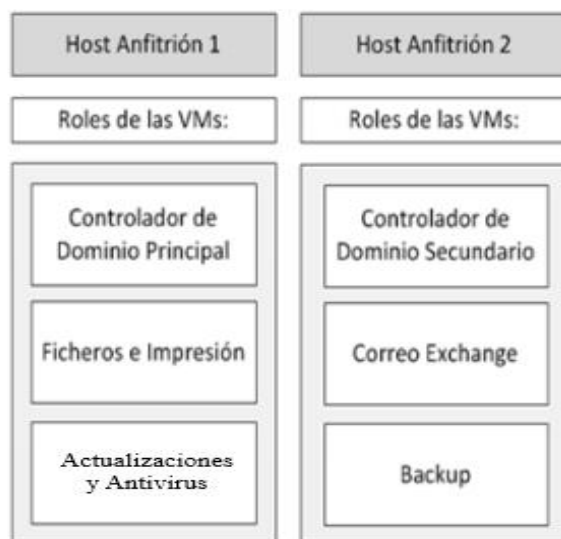 Host Anfitrión 1
Roles de las VMs:
Controlador de
Dominio Principal
Ficheros e Impresión
Actualizaciones
y Antivirus
Host Anfitrión 2
Roles de las VMs:
Controlador de
Dominio Secundario
Correo Exchange
Backup